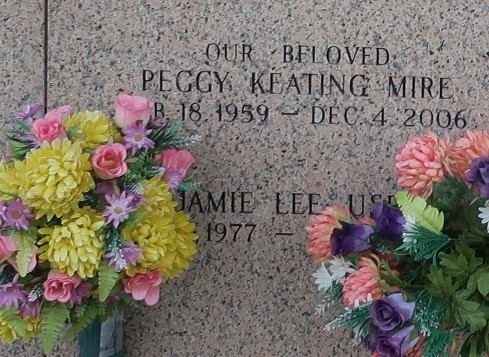 OUR BELOVED
PEGGY KEATING MIRE
18 1959 — DEC. 4, 2006
JAMIE LEE
1977 —